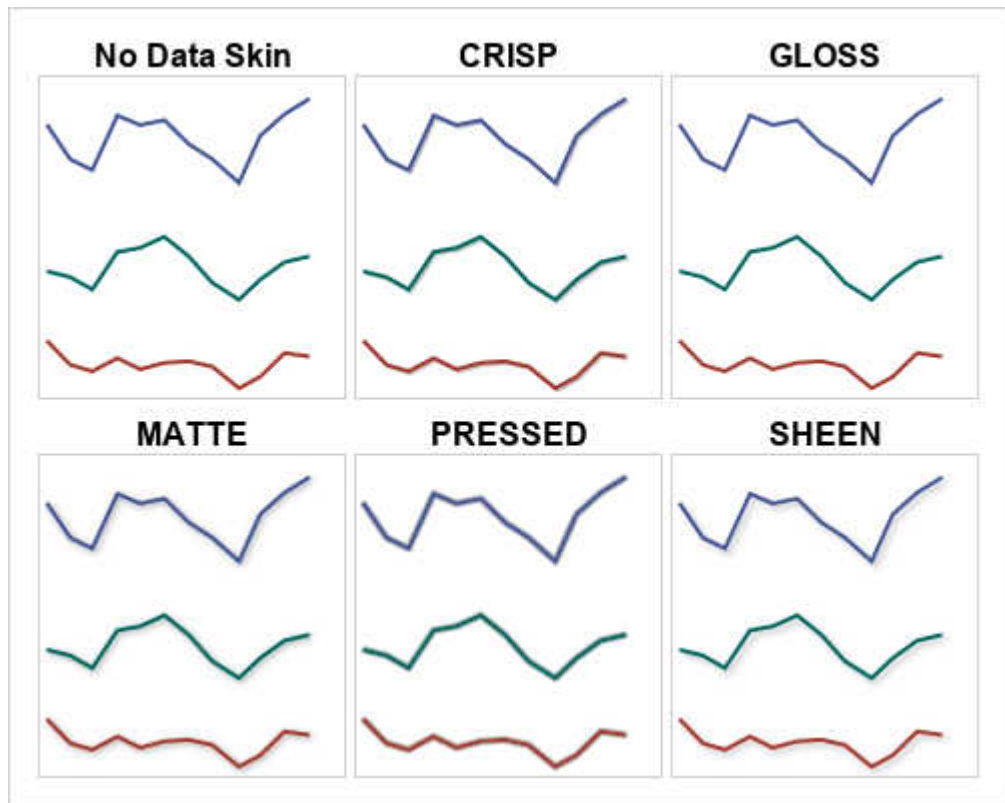 No Data Skin
CRISP
GLOSS
MATTE
PRESSED
SHEEN